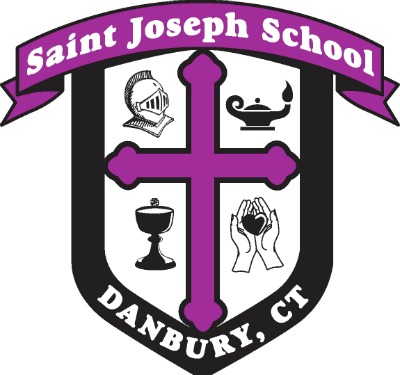 Saint Joseph School
DANBURY, CT